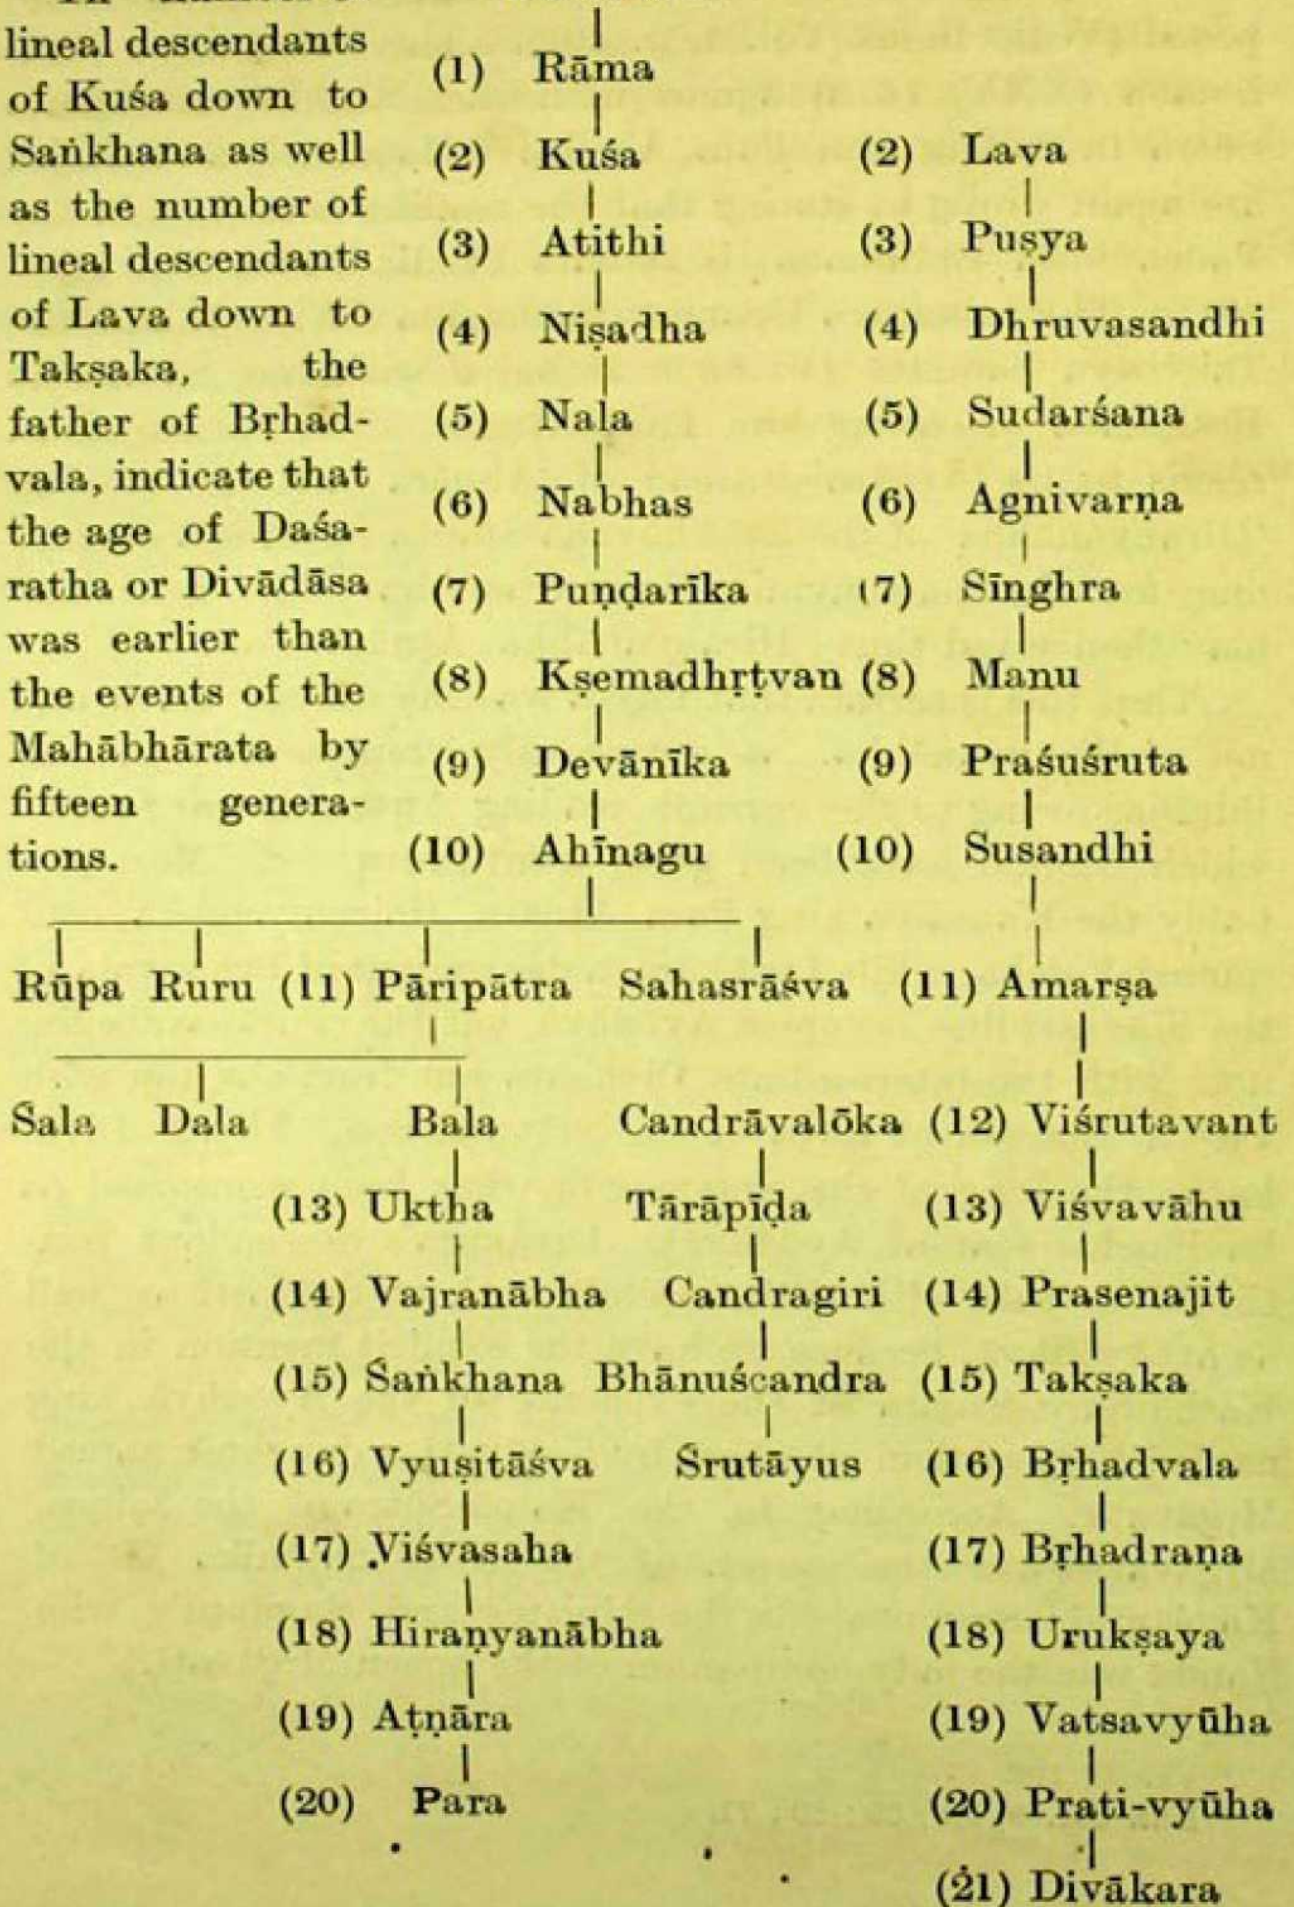 lineal descendants
of Kuśa down to
Saṅkhana as well
as the number of
lineal descendants
of Lava down to
Takṣaka, the
father of Bṛhad-
vala, indicate that
the age of Daśa-
ratha or Divādāsa
was earlier than
the events of the
Mahābhārata by
fifteen genera-
tions.
(1) Rāma
(2) Kuśa (2) Lava
(3) Atithi (3) Puṣya
(4) Niṣadha (4) Dhruvasandhi
(5) Nala (5) Sudarśana
(6) Nabhas (6) Agnivarṇa
(7) Puṇḍarīka (7) Sīnghra
(8) Kṣemadhṛṭvan (8) Manu
(9) Devānīka (9) Praśuśruta
(10) Ahīnagu (10) Susandhi
Rūpa Ruru (11) Pāripātra Sahasrāśva (11) Amarṣa
Śala Dala Bala Candrāvalōka (12) Viśrutavant
(13) Uktha Tārāpīḍa (13) Viśvavāhu
(14) Vajranābha Candragiri (14) Prasenajit
(15) Śaṅkhana Bhānuścandra (15) Takṣaka
(16) Vyuṣitāśva Śrutāyus (16) Bṛhadvala
(17) Viśvasaha (17) Bṛhadraṇa
(18) Hiraṇyanābha (18) Urukṣaya
(19) Aṭṇāra (19) Vatsavyūha
(20) Para (20) Prati-vyūha
(21) Divākara